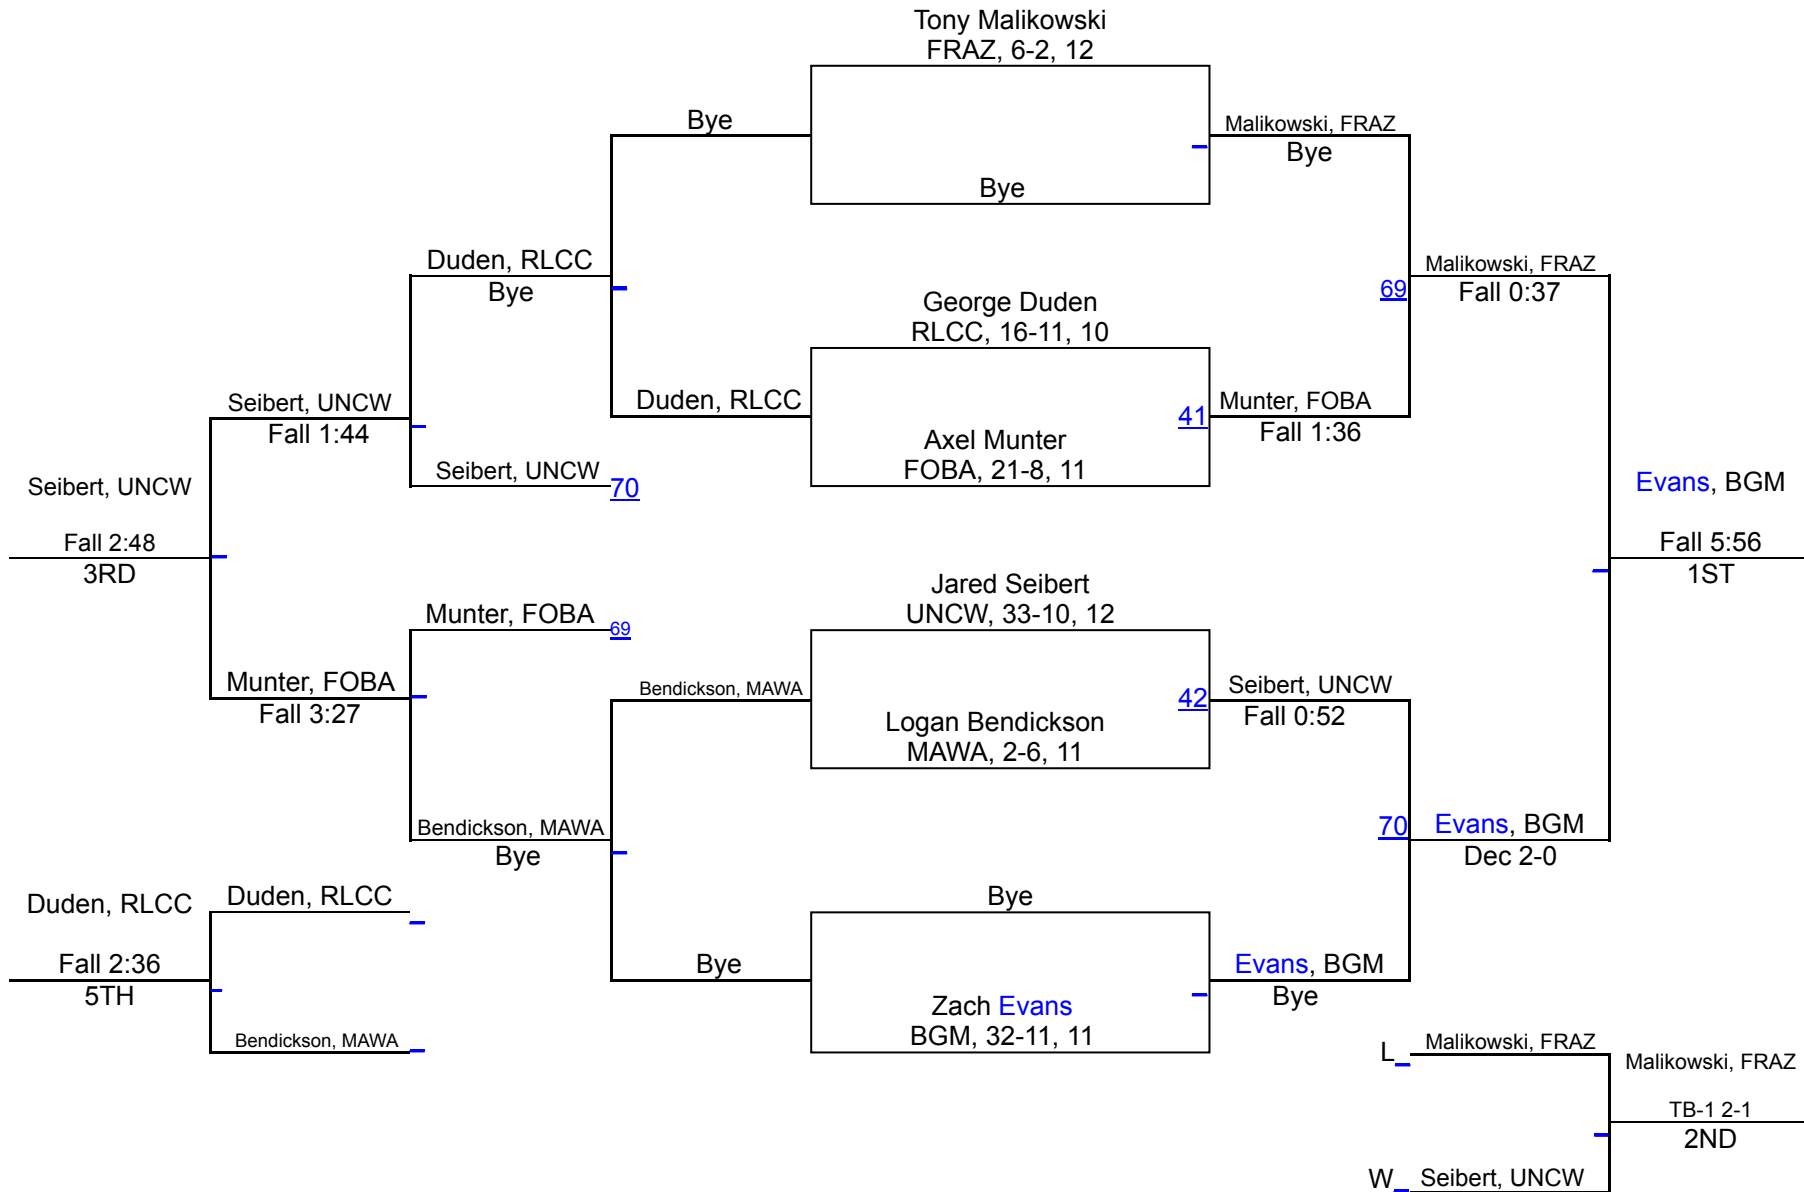 Tony Malikowski
FRAZ, 6-2, 12
Bye
Malikowski, FRAZ
Bye
Bye
Duden, RLCC
Bye
Malikowski, FRAZ
Fall 0:37
69
George Duden
RLCC, 16-11, 10
Seibert, UNCW
Fall 1:44
Duden, RLCC
41
Munter, FOBA
Fall 1:36
Axel Munter
FOBA, 21-8, 11
Seibert, UNCW
70
Seibert, UNCW
Evans, BGM
Fall 2:48
3RD
Fall 5:56
1ST
Jared Seibert
UNCW, 33-10, 12
Munter, FOBA
69
Munter, FOBA
Fall 3:27
Bendickson, MAWA
42
Seibert, UNCW
Fall 0:52
Logan Bendickson
MAWA, 2-6, 11
Bendickson, MAWA
Bye
70
Evans, BGM
Dec 2-0
Duden, RLCC
Duden, RLCC
Bye
Fall 2:36
5TH
Bye
Evans, BGM
Bye
Zach Evans
BGM, 32-11, 11
Bendickson, MAWA
L
Malikowski, FRAZ
Malikowski, FRAZ
TB-1 2-1
2ND
W
Seibert, UNCW